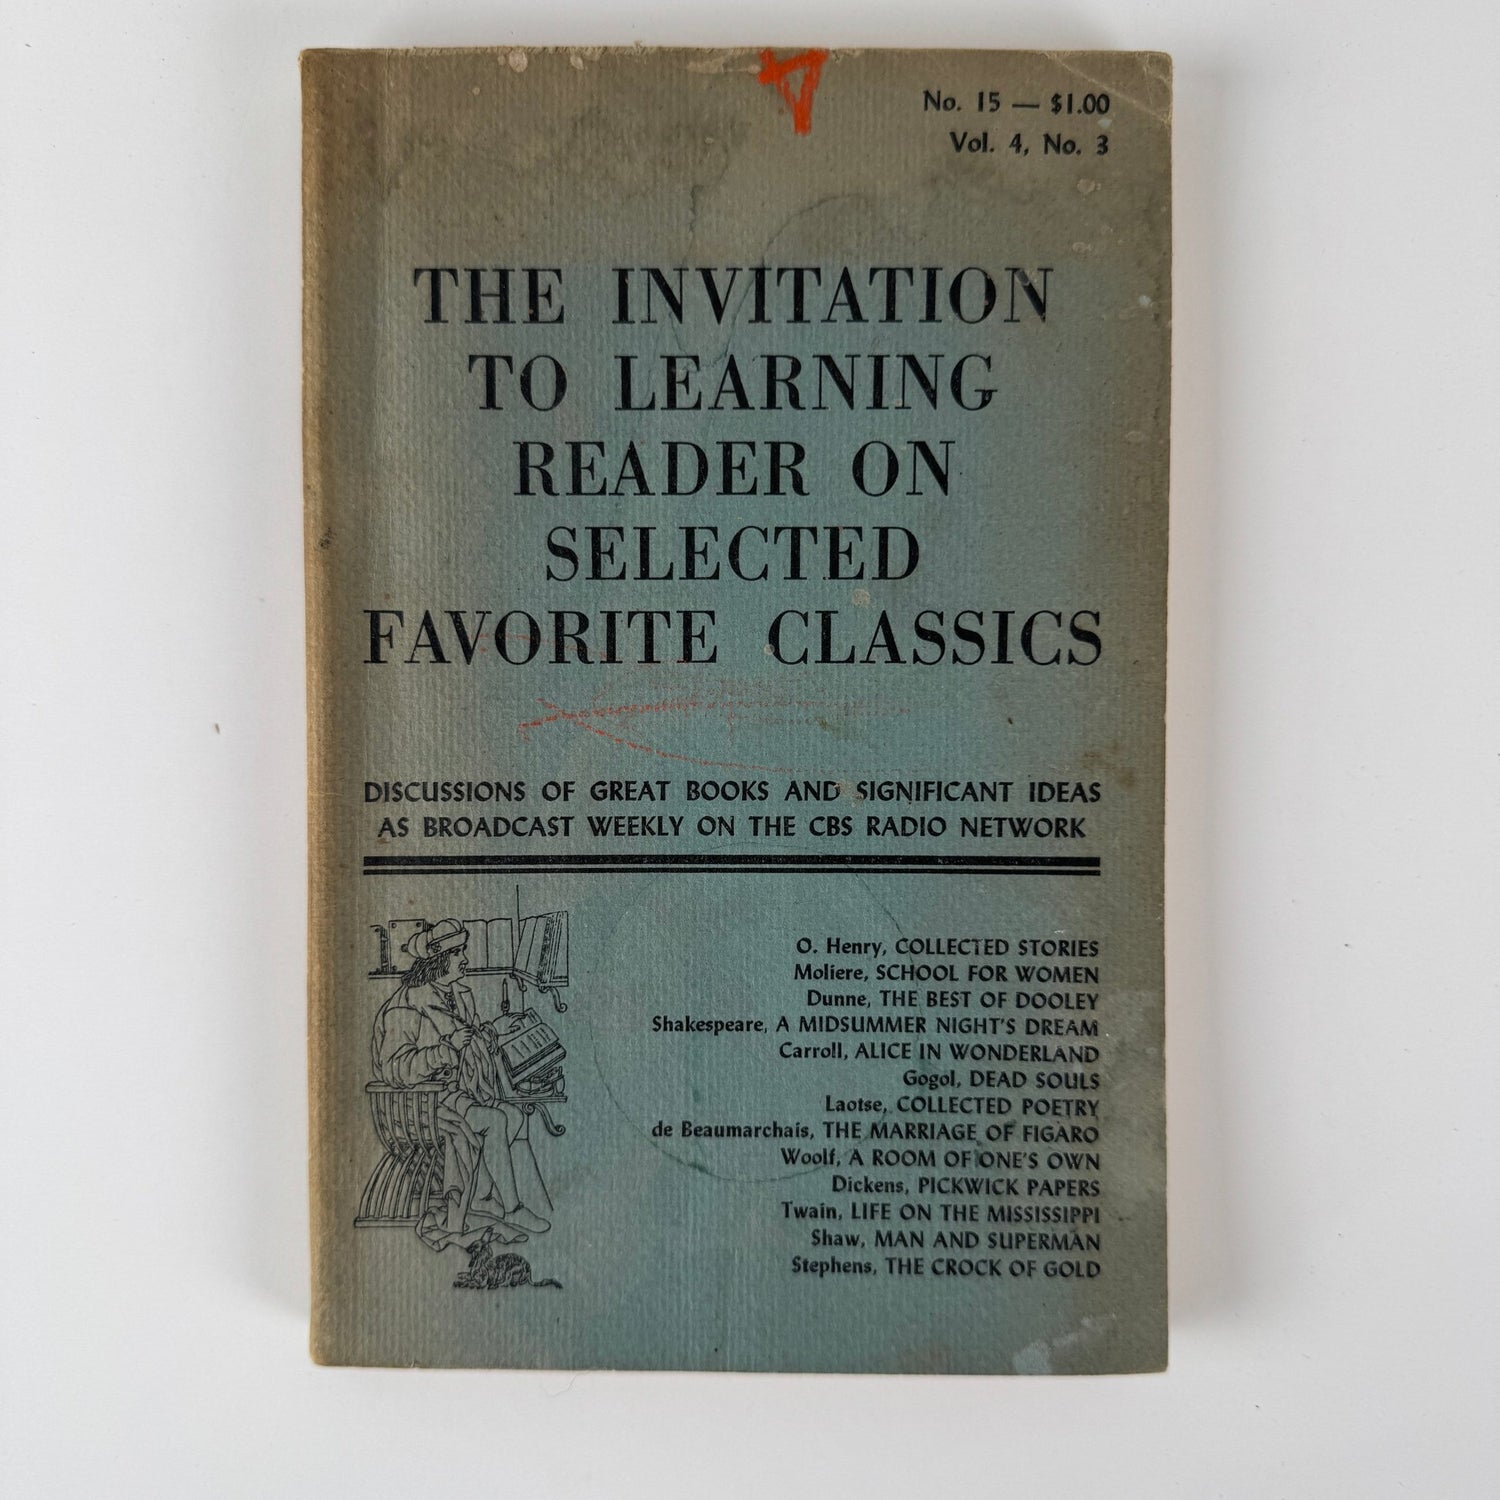 No. 15 — $1.00
Vol. 4, No. 3
THE INVITATION
TO LEARNING
READER ON
SELECTED
FAVORITE CLASSICS
DISCUSSIONS OF GREAT BOOKS AND SIGNIFICANT IDEAS
AS BROADCAST WEEKLY ON THE CBS RADIO NETWORK
O. Henry, COLLECTED STORIES
Moliere, SCHOOL FOR WOMEN
Dunne, THE BEST OF DOOLEY
Shakespeare, A MIDSUMMER NIGHT'S DREAM
Carroll, ALICE IN WONDERLAND
Gogol, DEAD SOULS
Laotse, COLLECTED POETRY
de Beaumarchais, THE MARRIAGE OF FIGARO
Woolf, A ROOM OF ONE'S OWN
Dickens, PICKWICK PAPERS
Twain, LIFE ON THE MISSISSIPPI
Shaw, MAN AND SUPERMAN
Stephens, THE CROCK OF GOLD